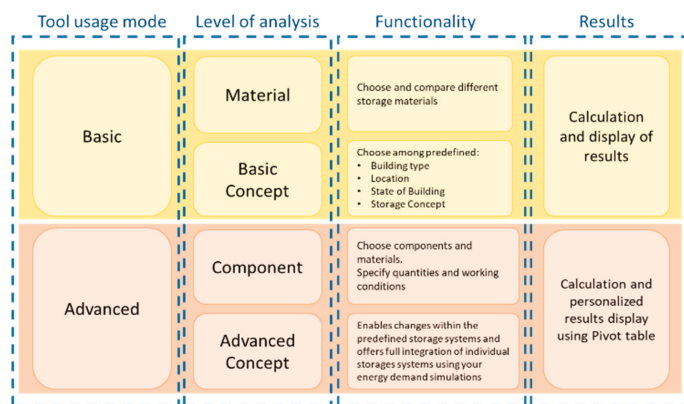 Tool usage mode
Level of analysis
Functionality
Results
Basic
Material
Choose and compare different
storage materials
Basic
Concept
Choose among predefined:
• Building type
• Location
• State of Building
• Storage Concept
Calculation
and display of
results
Advanced
Component
Choose components and
materials.
Specify quantities and working
conditions
Advanced
Concept
Enables changes within the
predefined storage systems and
offers full integration of individual
storages systems using your
energy demand simulations
Calculation and
personalized
results display
using Pivot table